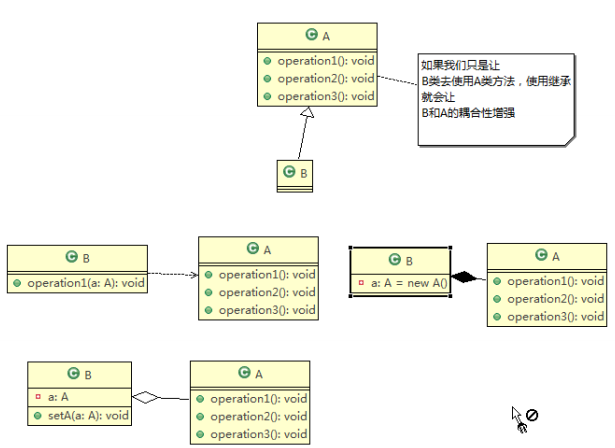 A
operation1(): void
operation2(): void
operation3(): void
如果我们只是让
B类去使用A类方法，使用继承
就会让
B和A的耦合性增强
B
B
operation1(a: A): void
A
operation1(): void
operation2(): void
operation3(): void
B
a: A = new A()
A
operation1(): void
operation2(): void
operation3(): void
B
a: A
setA(a: A): void
A
operation1(): void
operation2(): void
operation3(): void